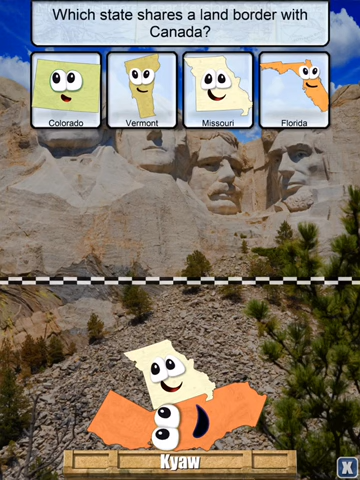 Which state shares a land border with
Canada?
Colorado
Vermont
Missouri
Florida
Kyaw
X